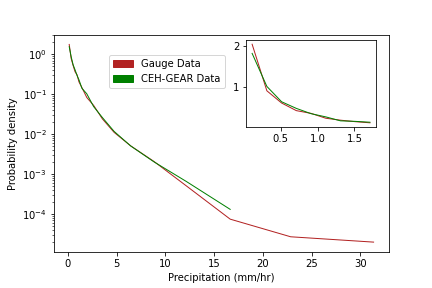 Gauge Data
CEH-GEAR Data
2
1
0.5 1.0 1.5
10⁰
10⁻¹
10⁻²
10⁻³
10⁻⁴
Probability density
0 5 10 15 20 25 30
Precipitation (mm/hr)